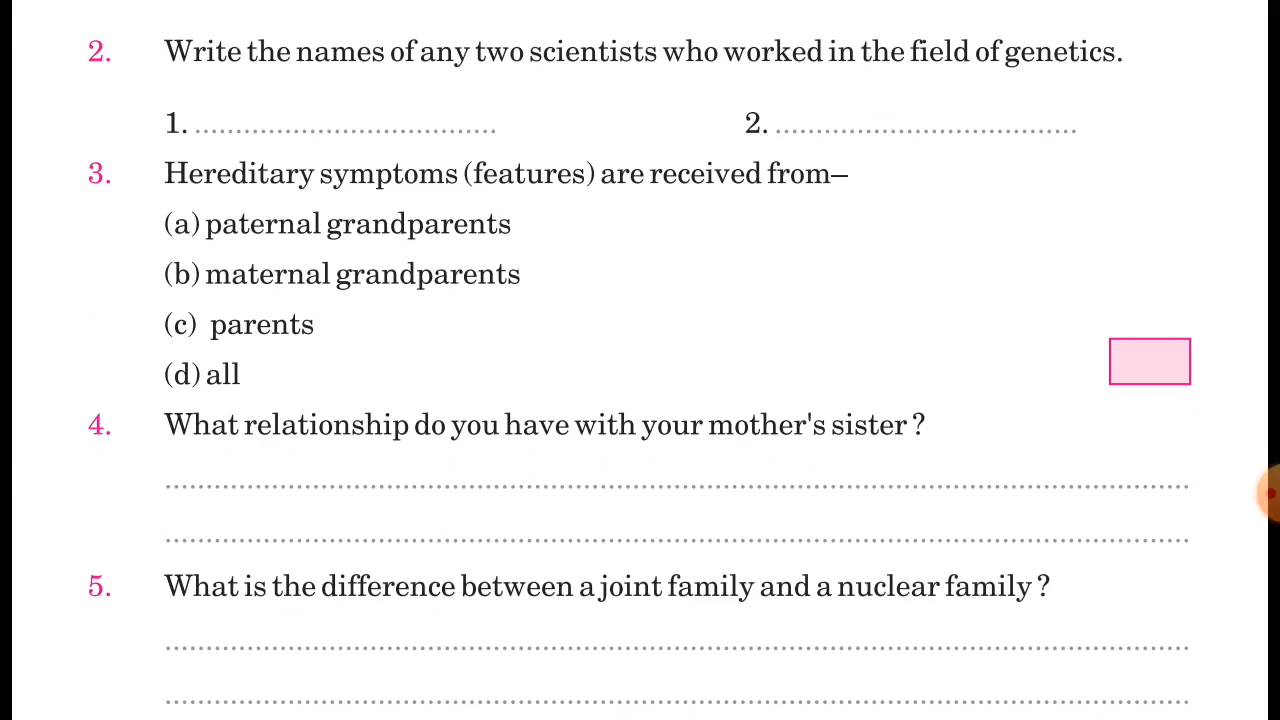 2. Write the names of any two scientists who worked in the field of genetics.
1. ..................................... 2. .....................................
3. Hereditary symptoms (features) are received from–
(a) paternal grandparents
(b) maternal grandparents
(c) parents
(d) all
4. What relationship do you have with your mother's sister ?
.............................................................................................................................
.............................................................................................................................
5. What is the difference between a joint family and a nuclear family ?
.............................................................................................................................
.............................................................................................................................